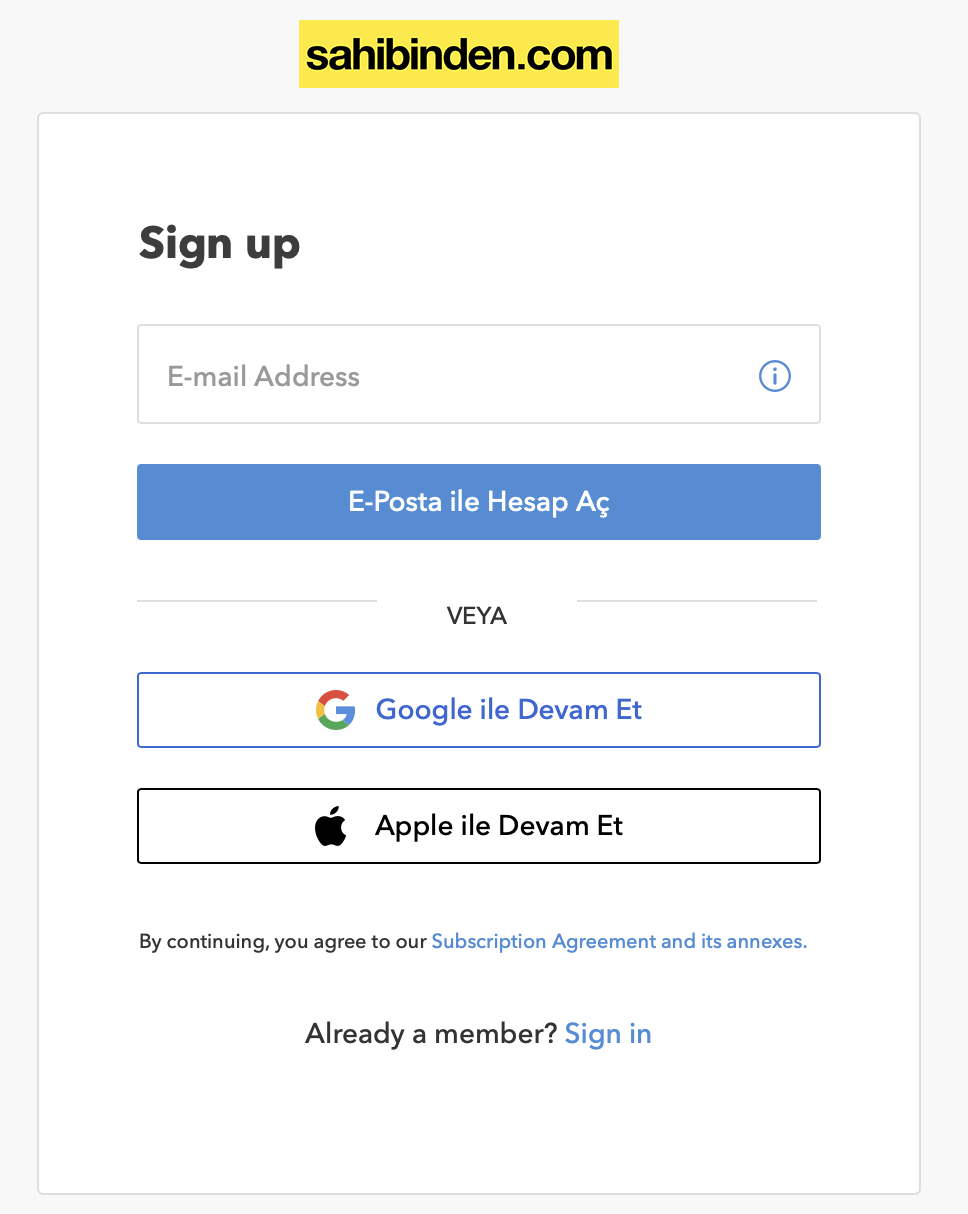 sahibinden.com
Sign up
E-mail Address
E-Posta ile Hesap Aç
VEYA
Google ile Devam Et
Apple ile Devam Et
By continuing, you agree to our Subscription Agreement and its annexes.
Already a member? Sign in